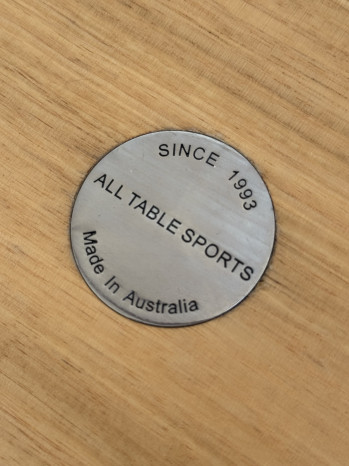 SINCE 1993
ALL TABLE SPORTS
Made In Australia